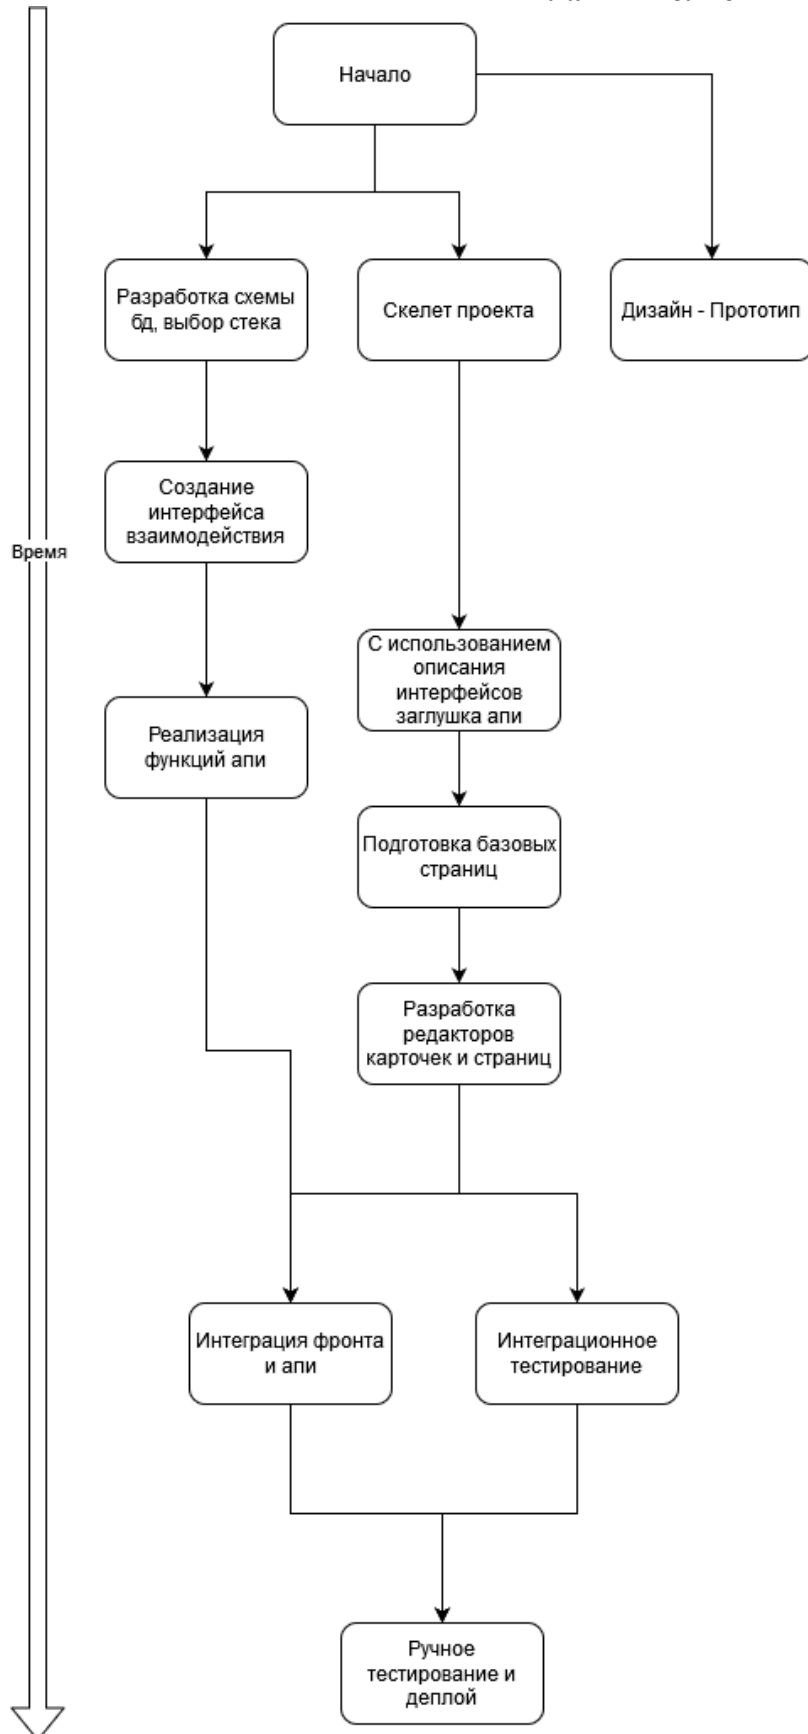 Начало
Разработка схемы
бд, выбор стека
Скелет проекта
Дизайн - Прототип
Создание
интерфейса
взаимодействия
Время
С использованием
описания
интерфейсов
заглушка апи
Реализация
функций апи
Подготовка базовых
страниц
Разработка
редакторов
карточек и страниц
Интеграция фронта
и апи
Интеграционное
тестирование
Ручное
тестирование и
деплой